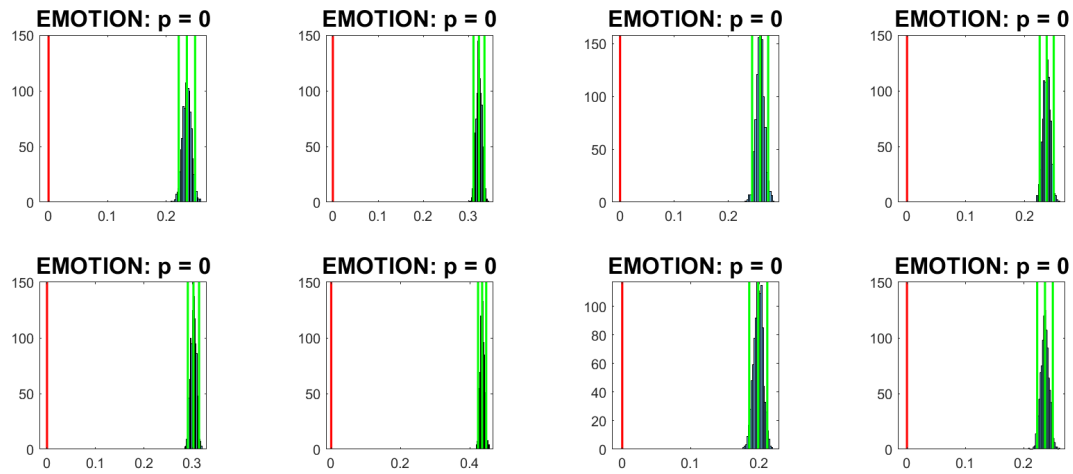 EMOTION: p = 0 EMOTION: p = 0 EMOTION: p = 0 EMOTION: p = 0
150 150 150 150
100 100 100 100
50 50 50 50
0 0 0 0
0 0.1 0.2 0 0.1 0.2 0.3 0 0.1 0.2 0 0.1 0.2
EMOTION: p = 0 EMOTION: p = 0 EMOTION: p = 0 EMOTION: p = 0
150 150 100 150
100 100 80 100
50 50 60 50
0 0 40 0
20
0
0 0.1 0.2 0.3 0 0.2 0.4 0 0.1 0.2 0 0.1 0.2